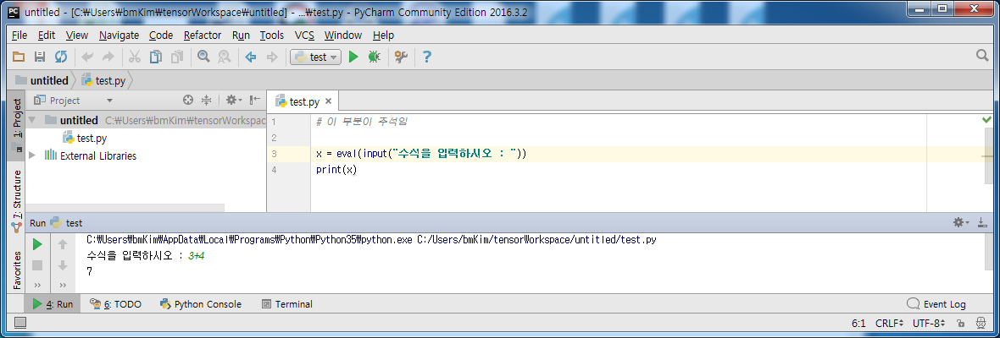 untitled - [C:₩Users₩bmKim₩tensorWorkspace₩untitled] - ...₩test.py - PyCharm Community Edition 2016.3.2
File Edit View Navigate Code Refactor Run Tools VCS Window Help
test
untitled test.py
1: Project
Project
test.py
untitled C:₩Users₩bmKim₩tensorWorkspac
test.py
External Libraries
1 # 이 부분이 주석임
2
3 x = eval(input("수식을 입력하시오 : "))
4 print(x)
7: Structure
Run test
C:₩Users₩bmKim₩AppData₩Local₩Programs₩Python₩Python35₩python.exe C:/Users/bmKim/tensorWorkspace/untitled/test.py
수식을 입력하시오 : 3+4
7
Favorites
4: Run 6: TODO Python Console Terminal Event Log
6:1 CRLF UTF-8